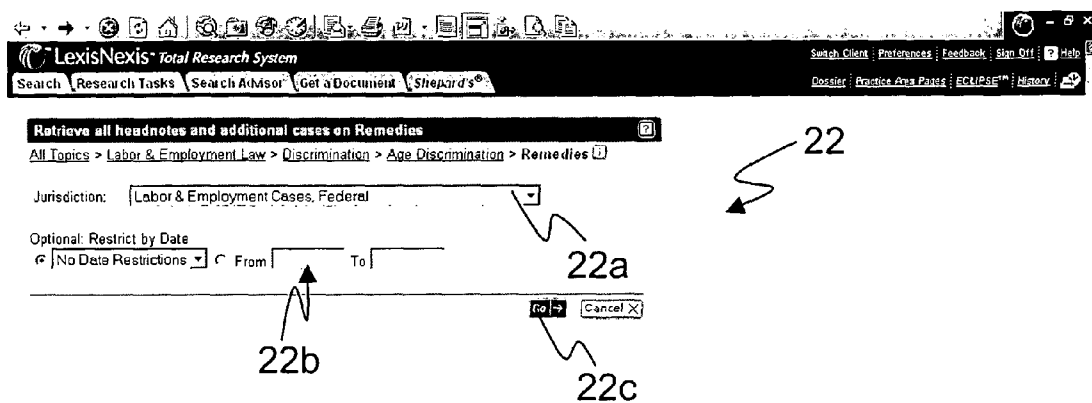 LexisNexis™ Total Research System
Switch Client | Preferences | Feedback | Sign Off | ? Help
Search Research Tasks Search Advisor Get a Document Shepard's®
Dossier | Practice Area Pages | ECLIPSE™ | History
Retrieve all headnotes and additional cases on Remedies ?
All Topics > Labor & Employment Law > Discrimination > Age Discrimination > Remedies i
22
Jurisdiction: Labor & Employment Cases, Federal
22a
Optional: Restrict by Date
No Date Restrictions From To
22b
Go → Cancel X
22c